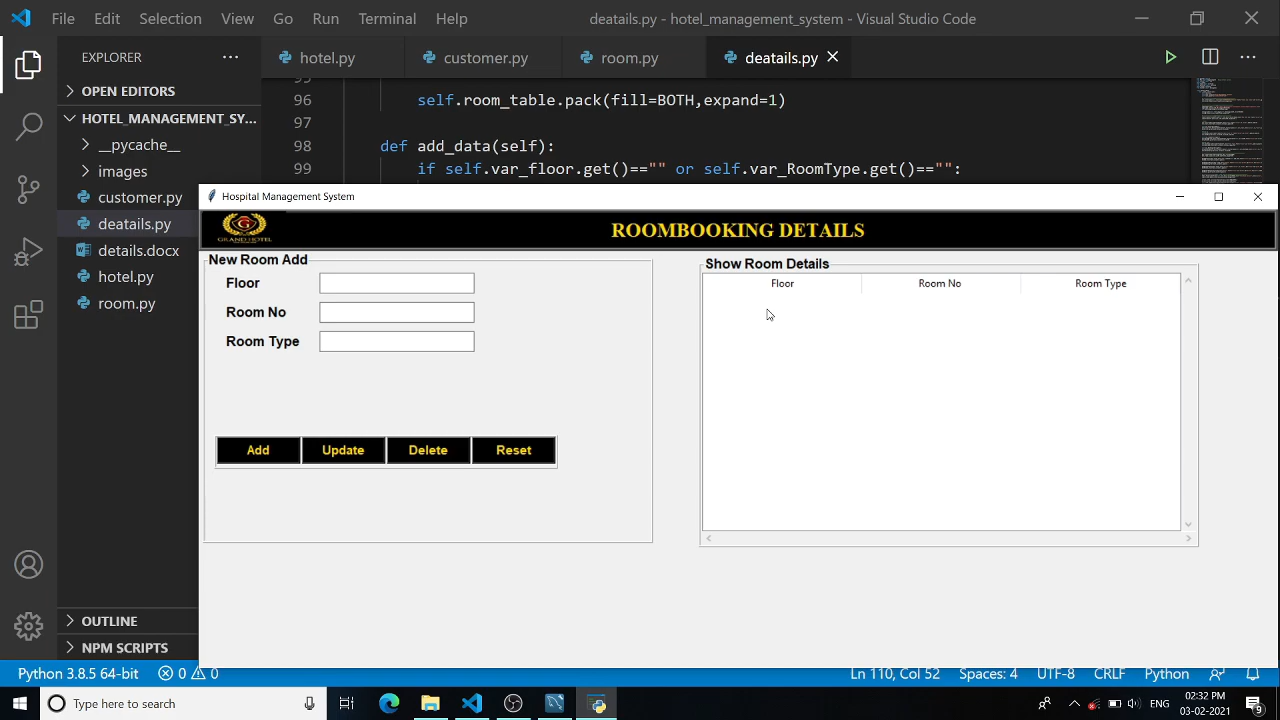 File Edit Selection View Go Run Terminal Help deatails.py - hotel_management_system - Visual Studio Code
EXPLORER
hotel.py customer.py room.py deatails.py
OPEN EDITORS
HOTEL_MANAGEMENT_SY...
__pycache__
images
customer.py
deatails.py
details.docx
hotel.py
room.py
OUTLINE
NPM SCRIPTS
96 self.room_table.pack(fill=BOTH,expand=1)
97
98 def add_data(self):
99 .get()=="" or self.var_RoomType.get()=="":
Hospital Management System
GRAND HOTEL
ROOMBOOKING DETAILS
New Room Add
Floor
Room No
Room Type
Add Update Delete Reset
Show Room Details
Floor Room No Room Type
Python 3.8.5 64-bit 0 0 Ln 110, Col 52 Spaces: 4 UTF-8 CRLF Python
Type here to search
ENG
02:32 PM
03-02-2021
9